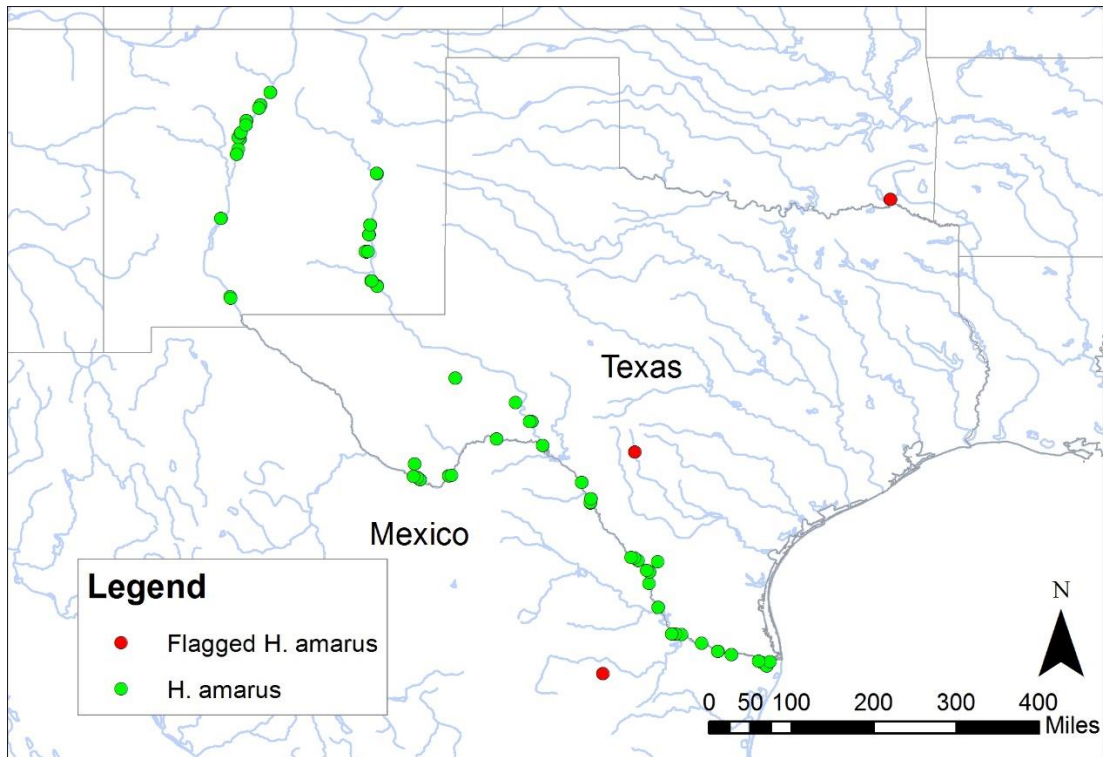 Texas
Mexico
Legend
Flagged H. amarus
H. amarus
N
0 50 100 200 300 400
Miles